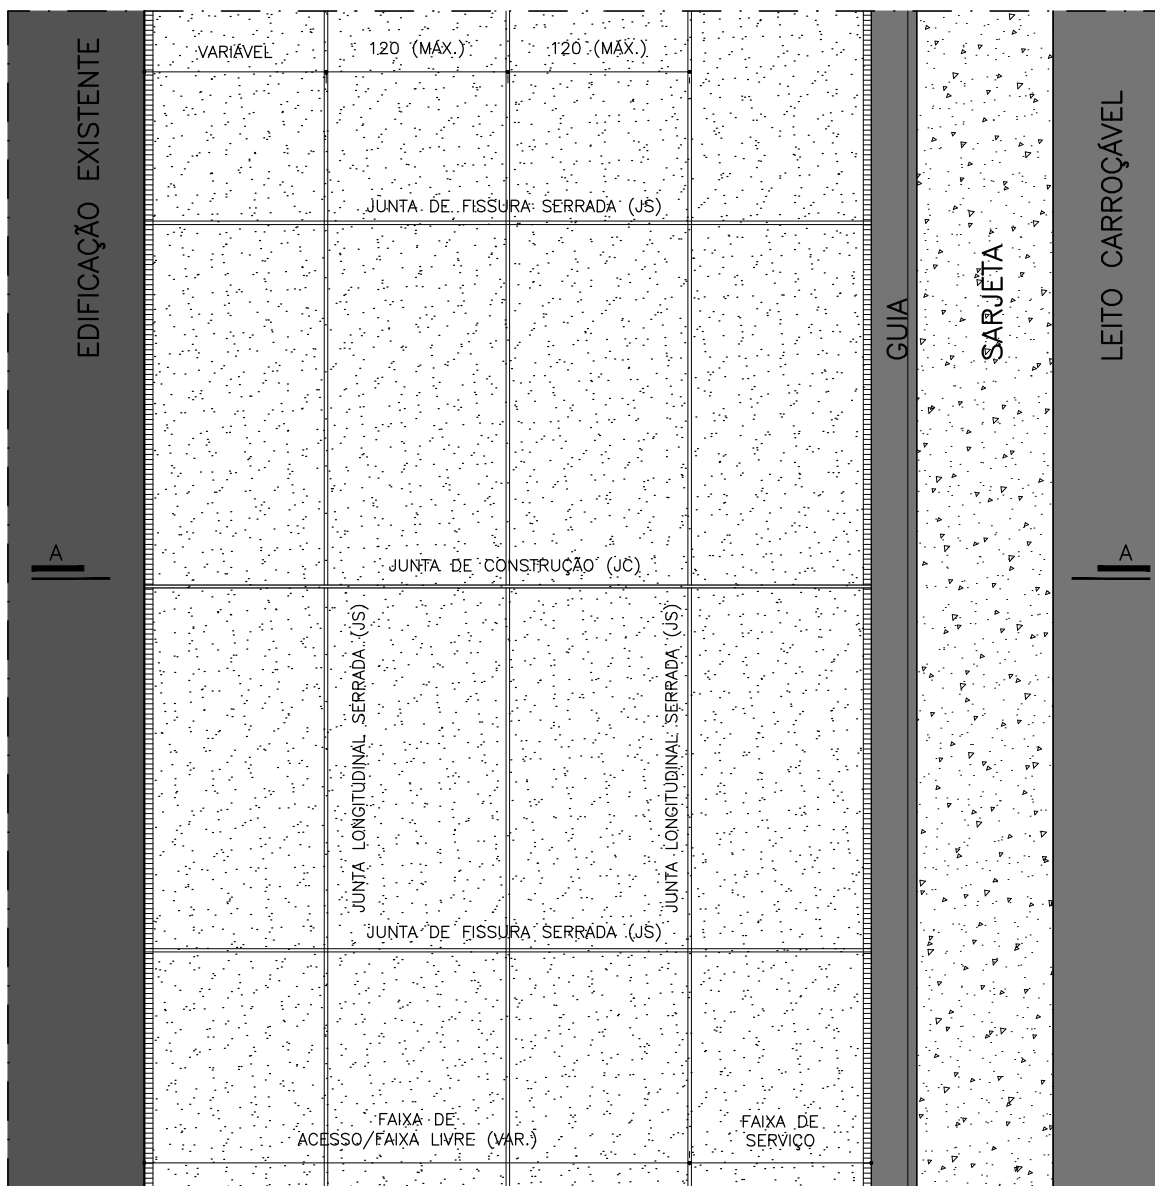 VARIÁVEL
120 (MÁX.)
120 (MÁX.)
EDIFICAÇÃO EXISTENTE
JUNTA DE FISSURA SERRADA (JS)
GUIA
SARJETA
LEITO CARROÇÁVEL
A
A
JUNTA DE CONSTRUÇÃO (JC)
JUNTA LONGITUDINAL SERRADA (JS)
JUNTA LONGITUDINAL SERRADA (JS)
JUNTA DE FISSURA SERRADA (JS)
FAIXA DE
ACESSO/FAIXA LIVRE (VAR.)
FAIXA DE
SERVIÇO